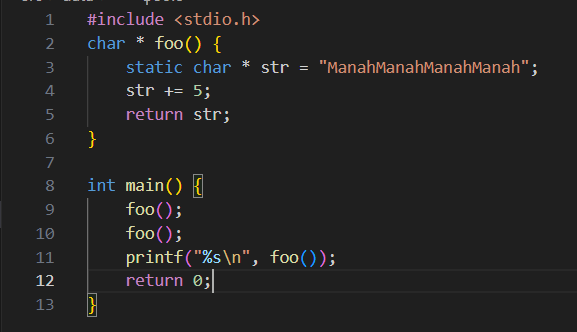 1 #include <stdio.h>
2 char * foo() {
3     static char * str = "ManahManahManahManah";
4     str += 5;
5     return str;
6 }
7
8 int main() {
9     foo();
10     foo();
11     printf("%s\n", foo());
12     return 0;
13 }